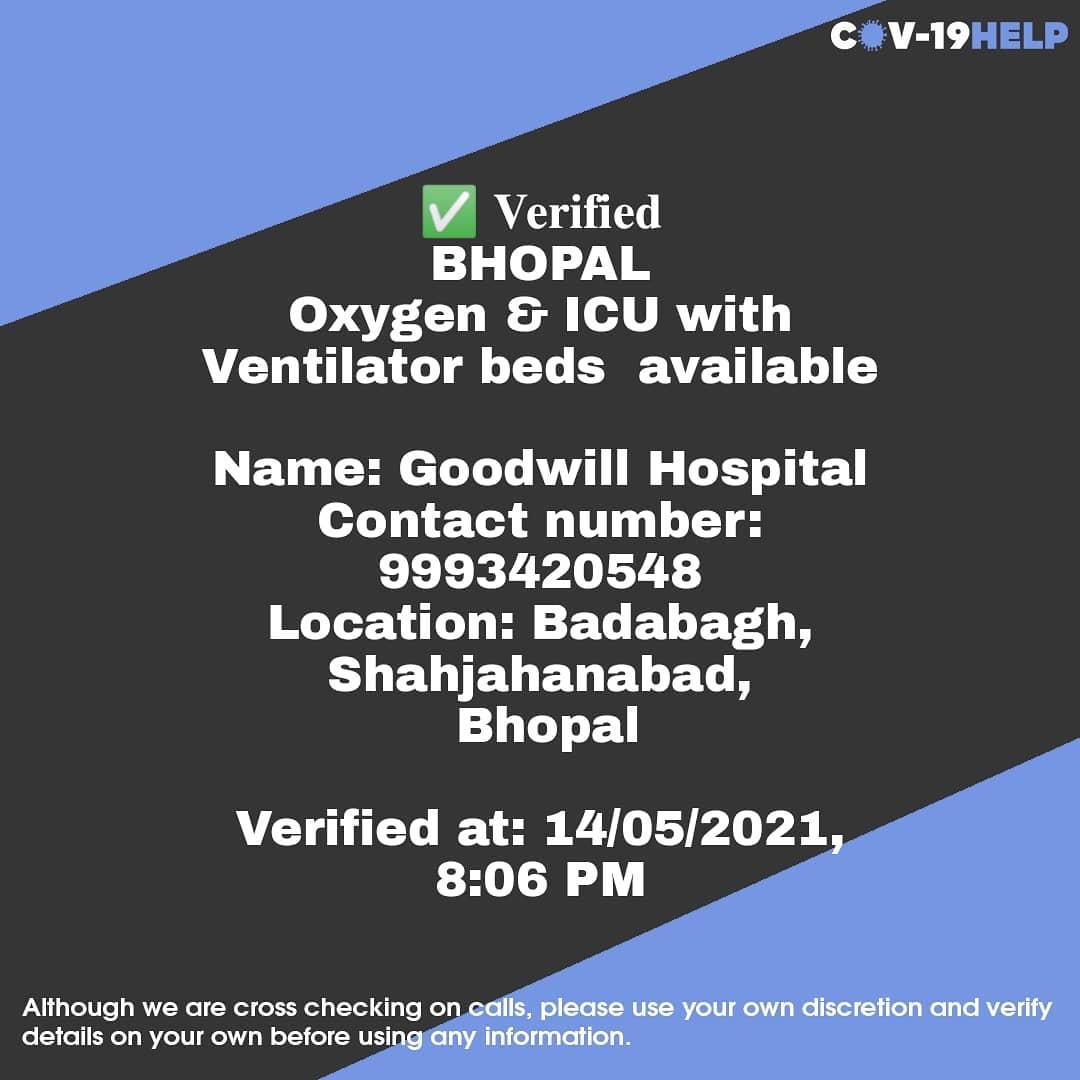 COV-19HELP
✅ Verified
BHOPAL
Oxygen & ICU with
Ventilator beds available
Name: Goodwill Hospital
Contact number:
9993420548
Location: Badabagh,
Shahjahanabad,
Bhopal
Verified at: 14/05/2021,
8:06 PM
Although we are cross checking on calls, please use your own discretion and verify
details on your own before using any information.